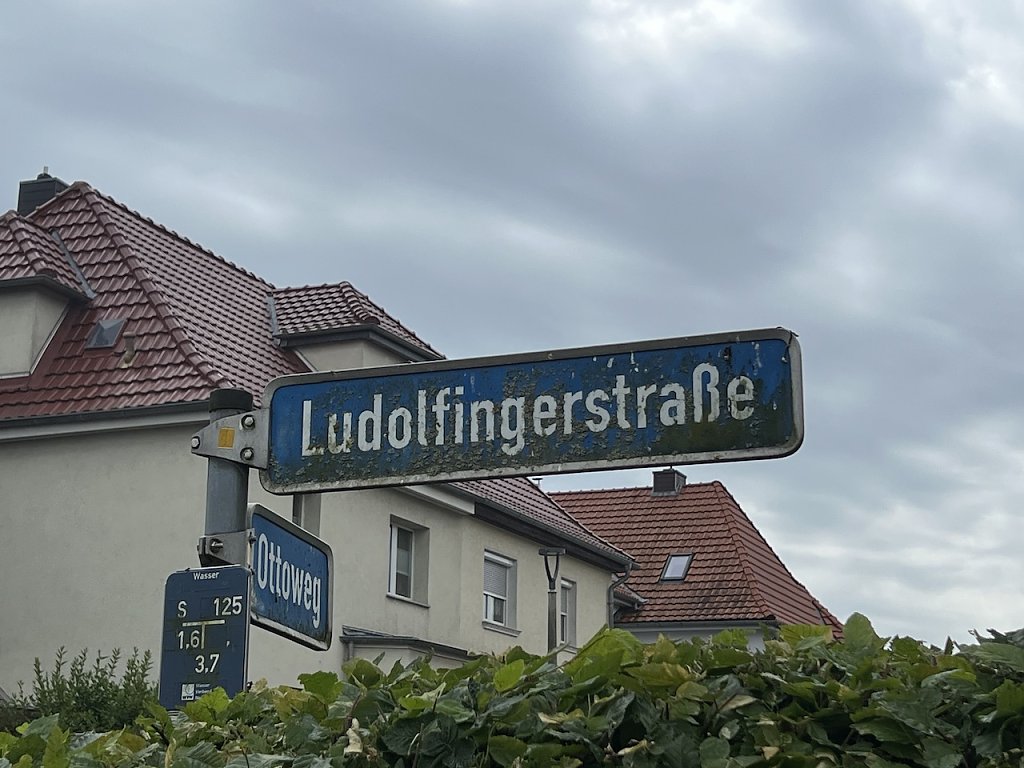 Ludolfingerstraße
Ottoweg
Wasser
S 125
1,6
3,7